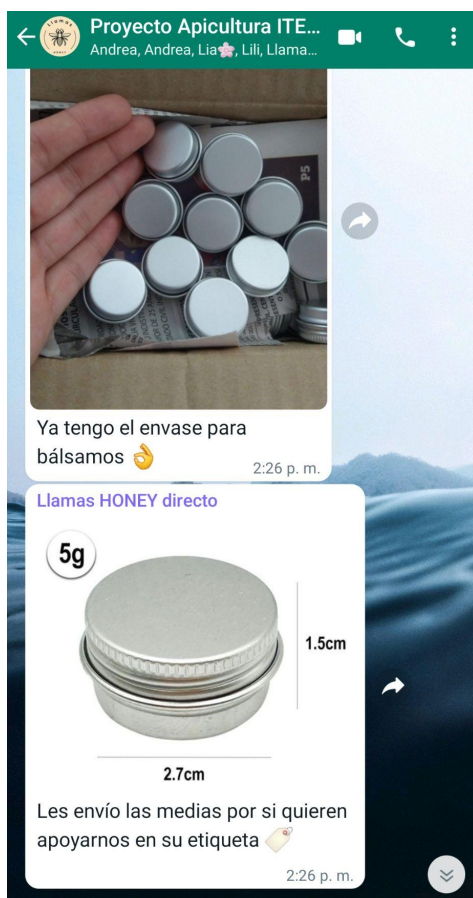 Proyecto Apicultura ITE...
Andrea, Andrea, Lia🌸, Lili, Llama...
P5
Ya tengo el envase para
bálsamos 👌
2:26 p. m.
Llamas HONEY directo
5g
1.5cm
2.7cm
Les envío las medias por si quieren
apoyarnos en su etiqueta 🏷️
2:26 p. m.